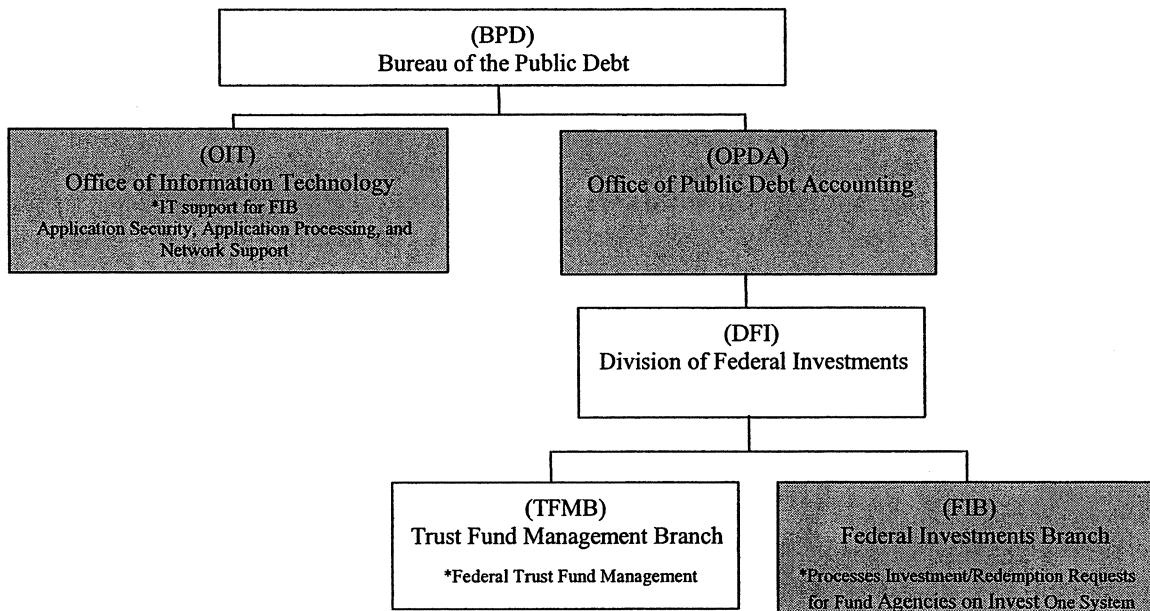 (BPD)
Bureau of the Public Debt
(OIT)
Office of Information Technology
*IT support for FIB
Application Security, Application Processing, and
Network Support
(OPDA)
Office of Public Debt Accounting
(DFI)
Division of Federal Investments
(TFMB)
Trust Fund Management Branch
*Federal Trust Fund Management
(FIB)
Federal Investments Branch
*Processes Investment/Redemption Requests
for Fund Agencies on Invest One System